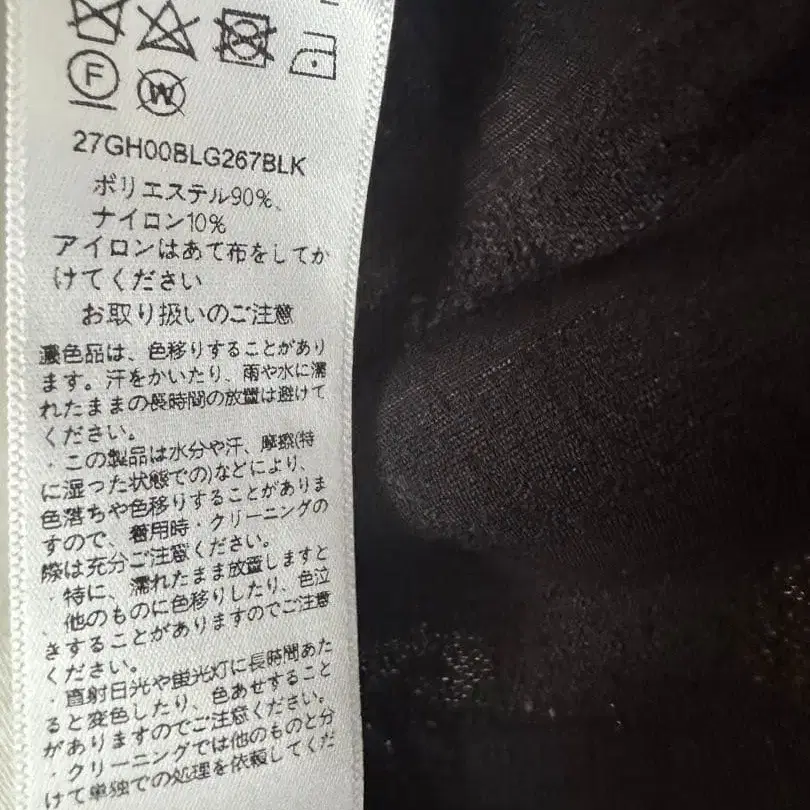 F
W
27GH00BLG267BLK
ポリエステル90%、
ナイロン10%
アイロンはあて布をしてか
けてください
お取り扱いのご注意
濃色品は、色移りすることがあり
ます。汗をかいたり、雨や水に濡
れたままの長時間の放置は避けて
ください。
・この製品は水分や汗、摩擦(特
に湿った状態での)などにより、
色落ちや色移りすることがありま
すので、着用時・クリーニングの
際は充分ご注意ください。
・特に、濡れたまま放置しますと
、他のものに色移りしたり、色泣
きすることがありますのでご注意
ください。
・直射日光や蛍光灯に長時間あた
ると変色したり、色あせすること
がありますのでご注意ください。
・クリーニングでは他のものと分
けて単独での処理を依頼してくだ